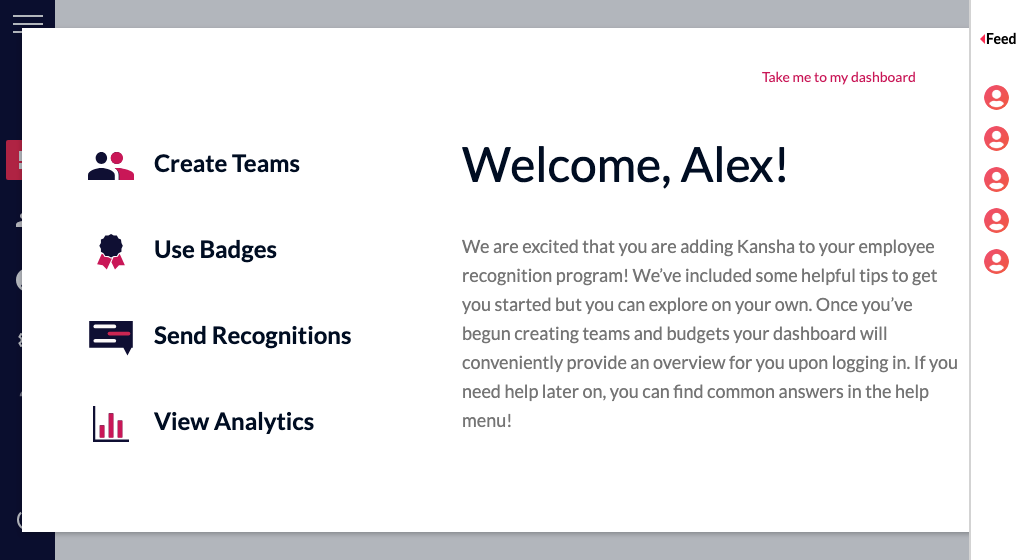 Feed
Take me to my dashboard
Create Teams
Use Badges
Send Recognitions
View Analytics
Welcome, Alex!
We are excited that you are adding Kansha to your employee
recognition program! We’ve included some helpful tips to get
you started but you can explore on your own. Once you’ve
begun creating teams and budgets your dashboard will
conveniently provide an overview for you upon logging in. If you
need help later on, you can find common answers in the help
menu!